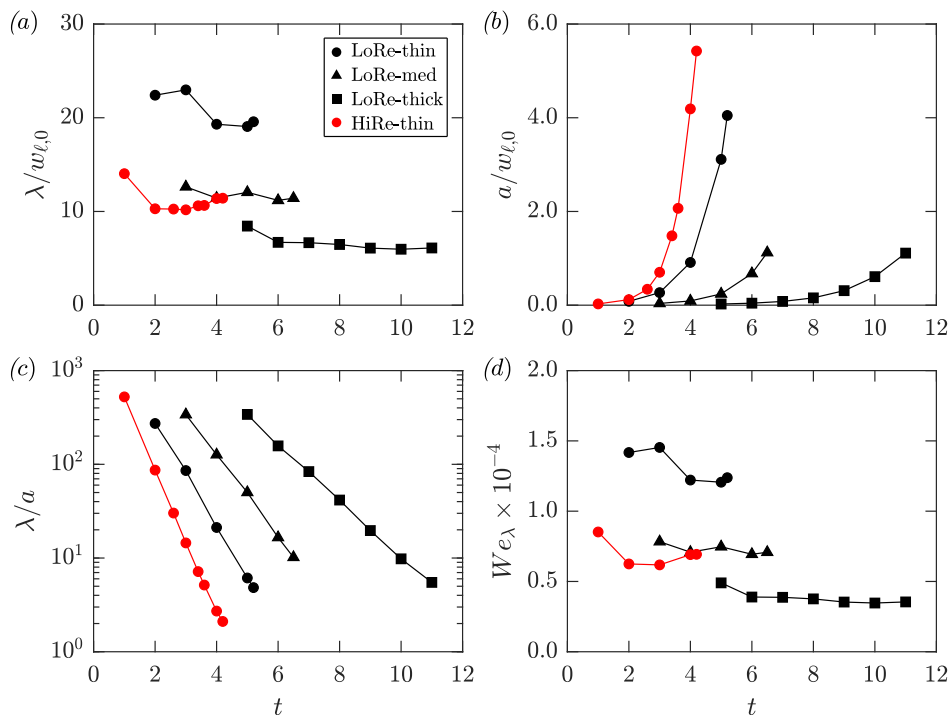 (a)
30
20
10
0
λ/w_{ℓ,0}
0 2 4 6 8 10 12
LoRe-thin
LoRe-med
LoRe-thick
HiRe-thin
(b)
6.0
4.0
2.0
0.0
a/w_{ℓ,0}
0 2 4 6 8 10 12
(c)
10^3
10^2
10^1
10^0
λ/a
0 2 4 6 8 10 12
t
(d)
2.0
1.5
1.0
0.5
0.0
We_λ × 10^{-4}
0 2 4 6 8 10 12
t